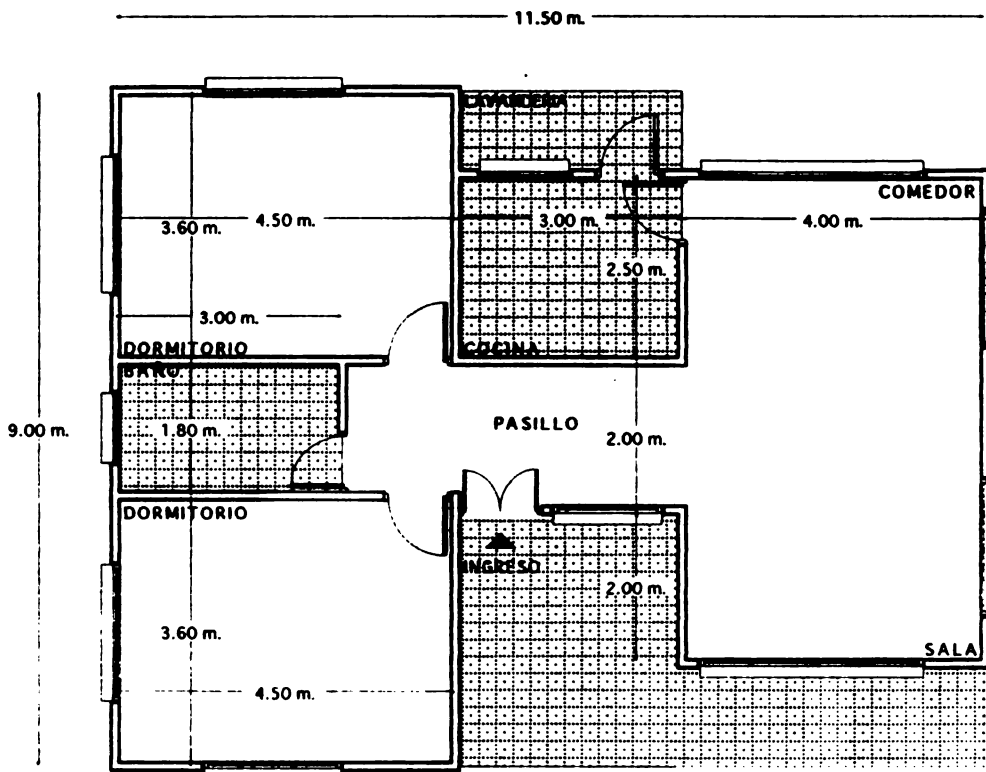 11.50 m.
LAVANDERIA
COMEDOR
4.50 m.
3.00 m.
4.00 m.
3.60 m.
2.50 m.
3.00 m.
DORMITORIO
COCINA
BAÑO
9.00 m.
1.80 m.
PASILLO
2.00 m.
DORMITORIO
INGRESO
2.00 m.
3.60 m.
SALA
4.50 m.